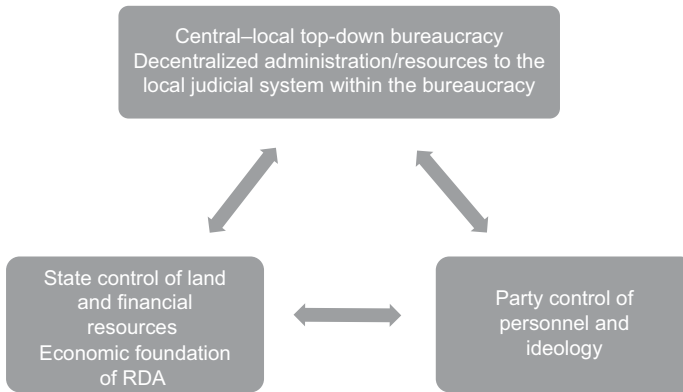 Central–local top-down bureaucracy
Decentralized administration/resources to the
local judicial system within the bureaucracy
State control of land
and financial
resources
Economic foundation
of RDA
Party control of
personnel and
ideology